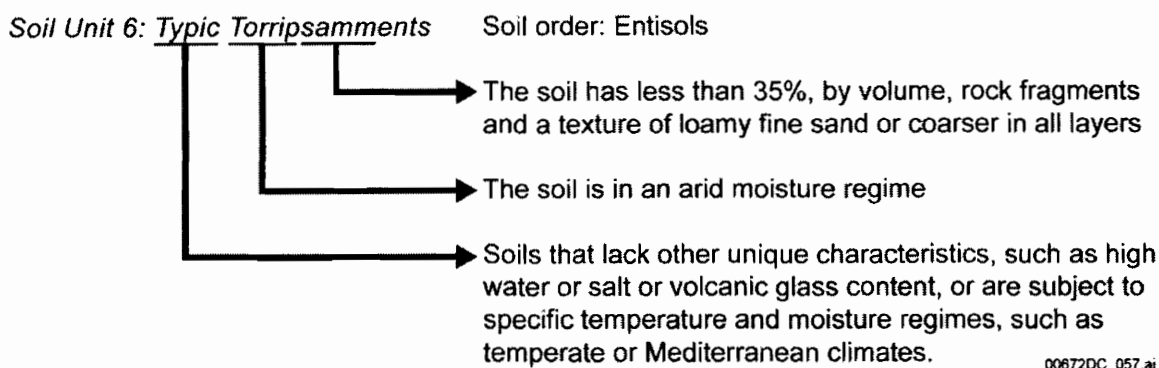 Soil Unit 6: Typic Torripsamments Soil order: Entisols
The soil has less than 35%, by volume, rock fragments
and a texture of loamy fine sand or coarser in all layers
The soil is in an arid moisture regime
Soils that lack other unique characteristics, such as high
water or salt or volcanic glass content, or are subject to
specific temperature and moisture regimes, such as
temperate or Mediterranean climates.
00672DC_057.ai